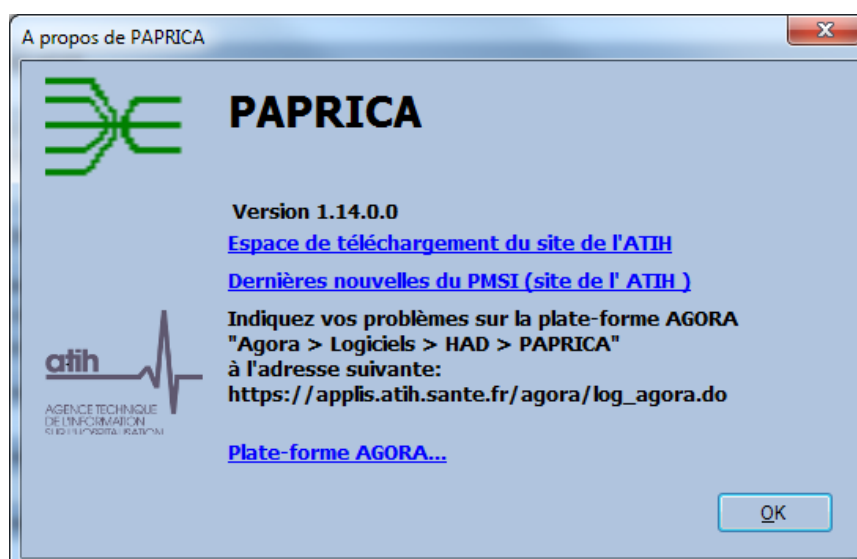 A propos de PAPRICA
PAPRICA
Version 1.14.0.0
Espace de téléchargement du site de l'ATIH
Dernières nouvelles du PMSI (site de l' ATIH )
Indiquez vos problèmes sur la plate-forme AGORA
"Agora > Logiciels > HAD > PAPRICA"
à l'adresse suivante:
https://applis.atih.sante.fr/agora/log_agora.do
atih
AGENCE TECHNIQUE
DE L'INFORMATION
SUR L'HOSPITALISATION
Plate-forme AGORA...
OK